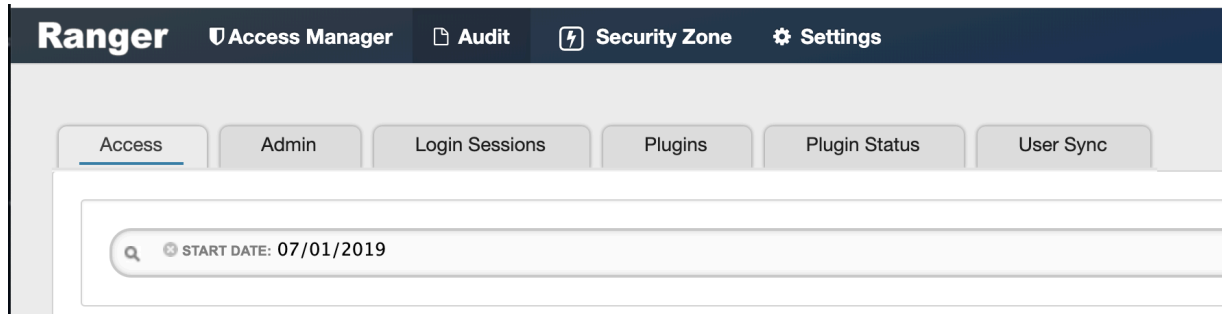 Ranger Access Manager Audit Security Zone Settings
Access Admin Login Sessions Plugins Plugin Status User Sync
START DATE: 07/01/2019